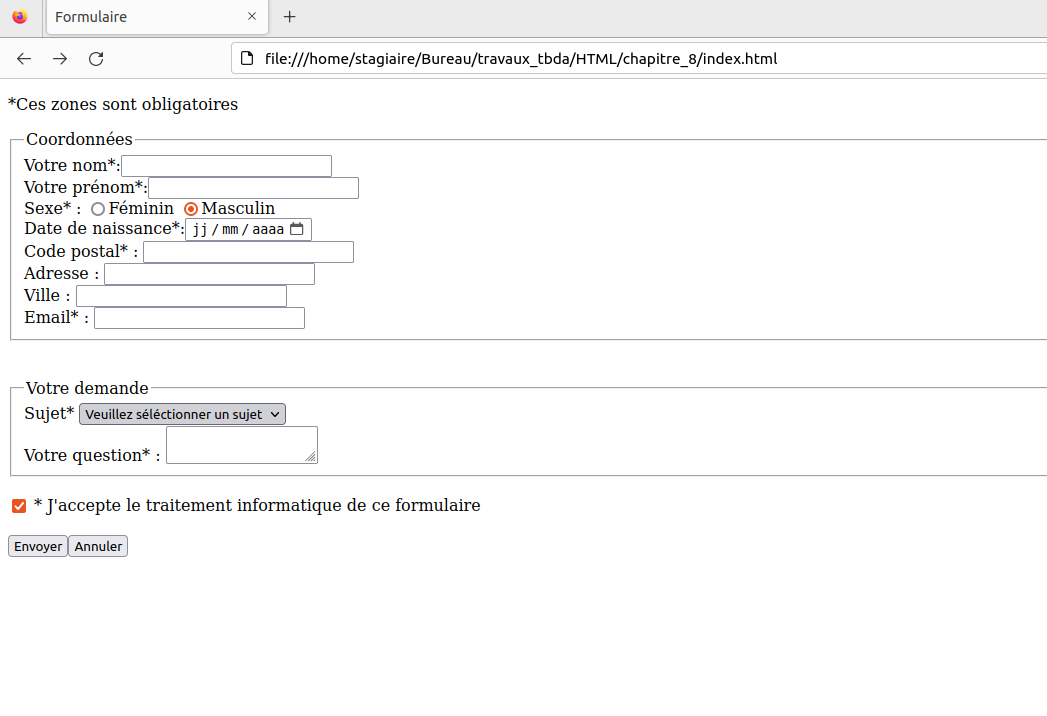 Formulaire
file:///home/stagiaire/Bureau/travaux_tbda/HTML/chapitre_8/index.html
*Ces zones sont obligatoires
Coordonnées
Votre nom*:
Votre prénom*:
Sexe* : Féminin Masculin
Date de naissance*: jj / mm / aaaa
Code postal* :
Adresse :
Ville :
Email* :
Votre demande
Sujet* Veuillez séléctionner un sujet
Votre question* :
* J'accepte le traitement informatique de ce formulaire
Envoyer Annuler